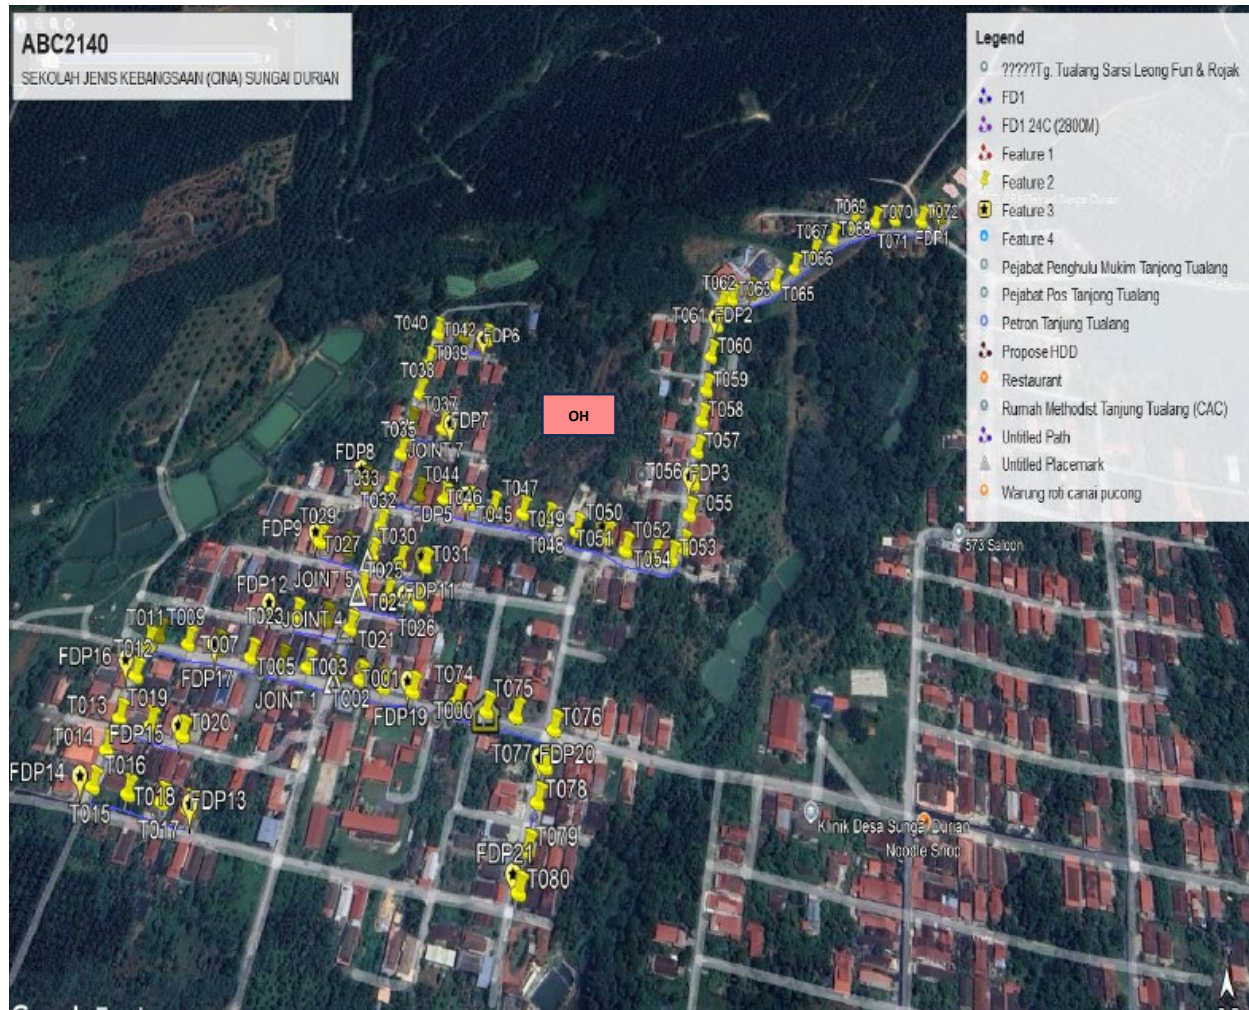 ABC2140
SEKOLAH JENIS KEBANGSAAN (CINA) SUNGAI DURIAN
Legend
?????Tg. Tualang Sarsi Leong Fun & Rojak
FD1
FD1 24C (2800M)
Feature 1
Feature 2
Feature 3
Feature 4
Pejabat Penghulu Mukim Tanjong Tualang
Pejabat Pos Tanjong Tualang
Petron Tanjung Tualang
Propose HDD
Restaurant
Rumah Methodist Tanjung Tualang (CAC)
Untitled Path
Untitled Placemark
Warung roti canai pucong
T069
T070
T072
T067
T068
T071
FDP1
T066
T062
T063
T065
T061
FDP2
T040
T042
FDP6
T039
T060
T038
T059
T037
OH
T058
FDP7
T035
JOINT 7
T057
FDP8
T056
FDP3
T333
T044
T032
T046
T047
T055
FDP5
T045
T029
T049
T050
FDP9
T030
T048
T051
T052
T027
T031
T054
T053
573 Saloon
T025
JOINT 5
FDP12
T024
FDP11
T023
JOINT 4
T026
T011
T009
T021
T012
T007
FDP16
T005
T003
FDP17
T001
T074
T019
JOINT 1
TC02
T075
T013
FDP19
T000
T076
T020
FDP15
T014
T077
FDP20
FDP14
T016
T018
FDP13
T078
T015
T017
Klinik Desa Sungai Durian
T079
Noodle Shop
FDP21
T080